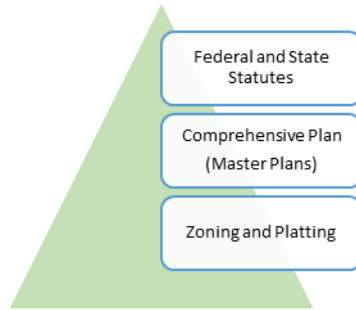 Federal and State
Statutes
Comprehensive Plan
(Master Plans)
Zoning and Platting